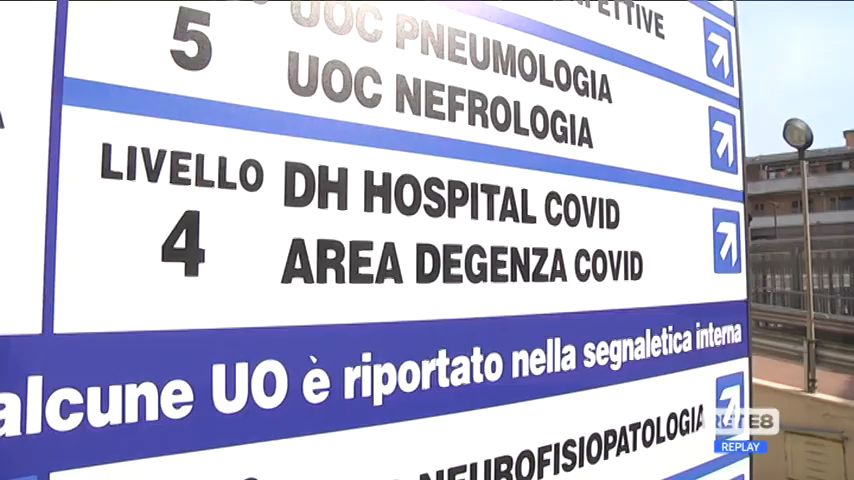 UOC PNEUMOLOGIA
5
UOC NEFROLOGIA
LIVELLO
4
DH HOSPITAL COVID
AREA DEGENZA COVID
alcune UO è riportato nella segnaletica interna
NEUROFISIOPATOLOGIA
RETE8
REPLAY